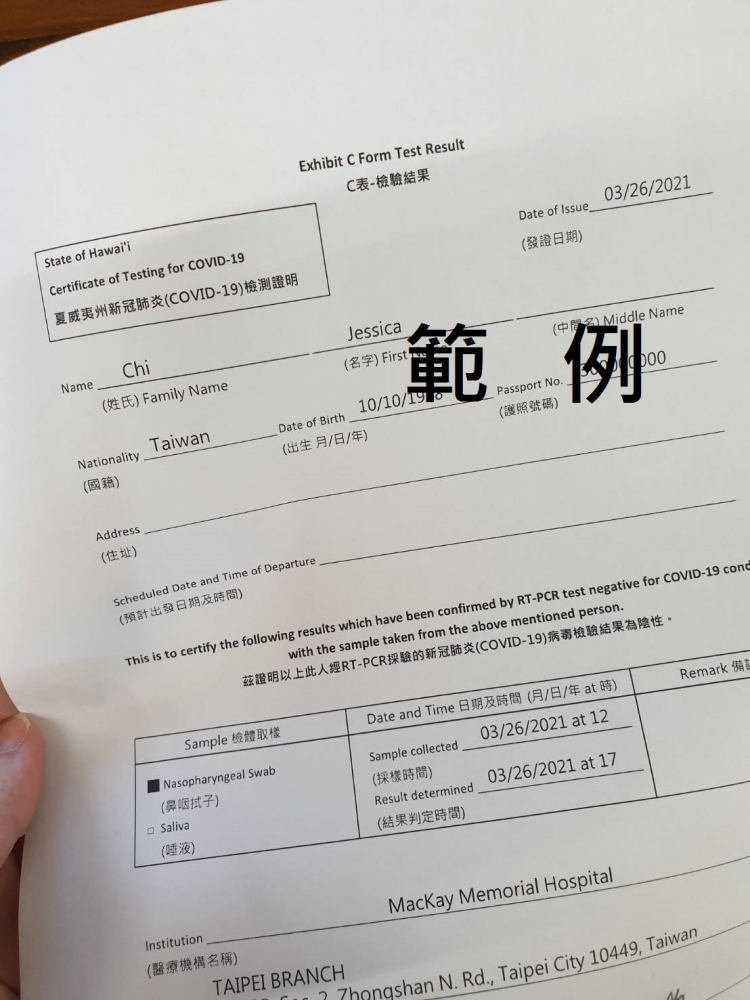 Exhibit C Form Test Result
C表-檢驗結果
State of Hawai'i
Certificate of Testing for COVID-19
夏威夷州新冠肺炎(COVID-19)檢測證明
Date of Issue 03/26/2021
(發證日期)
Name Chi Jessica
(姓氏) Family Name (名字) First (中間名) Middle Name
範 例
Nationality Taiwan Date of Birth 10/10/19 Passport No.
(國籍) (出生 月/日/年) (護照號碼)
Address
(住址)
Scheduled Date and Time of Departure
(預計出發日期及時間)
This is to certify the following results which have been confirmed by RT-PCR test negative for COVID-19 cond
with the sample taken from the above mentioned person.
茲證明以上此人經RT-PCR採驗的新冠肺炎(COVID-19)病毒檢驗結果為陰性。
Sample 檢體取樣 Date and Time 日期及時間 (月/日/年 at 時) Remark 備註
■ Nasopharyngeal Swab
(鼻咽拭子)
□ Saliva
(唾液)
Sample collected 03/26/2021 at 12
(採樣時間)
Result determined 03/26/2021 at 17
(結果判定時間)
Institution MacKay Memorial Hospital
(醫療機構名稱)
TAIPEI BRANCH
Sec. 2, Zhongshan N. Rd., Taipei City 10449, Taiwan